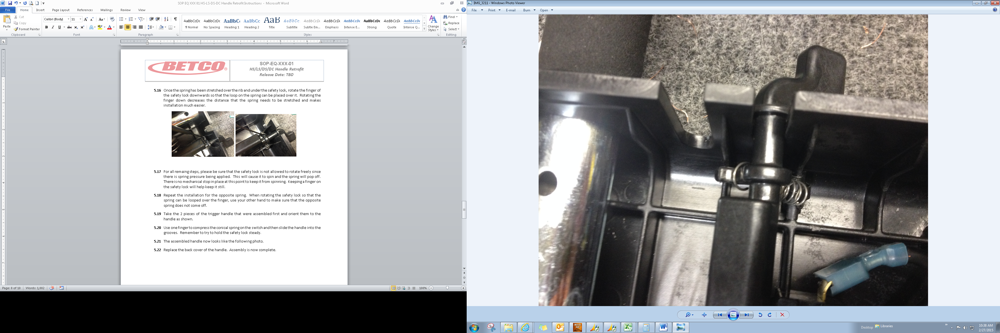 SOP EQ XXX 01 HS-LS-DS-DC Handle Retrofit Instructions - Microsoft Word
File Home Insert Page Layout References Mailings Review View
Paste
Cut
Copy
Format Painter
Clipboard
Calibri (Body) 11
Font
Paragraph
AaBbCcDc AaBbCcDc AaBbC AaBbCc AaB AaBbCc. AaBbCcDc AaBbCcDc AaBbCcDc AaBbCcDc AaBbCcDc AaBbCcDc
¶ Normal No Spacing Heading 1 Heading 2 Title Subtitle Subtle Em... Emphasis Intense E... Strong Quote Intense Q...
Change Styles
Styles
Find
Replace
Select
Editing
BETCO®
SOP-EQ-XXX-01
HS/LS/DS/DC Handle Retrofit
Release Date: TBD
5.16 Once the spring has been stretched over the rib and under the safety lock, rotate the finger of
the safety lock downwards so that the loop on the spring can be placed over it. Rotating the
finger down decreases the distance that the spring needs to be stretched and makes
installation much easier.
5.17 For all remaing steps, please be sure that the safety lock is not allowed to rotate freely since
there is spring pressure being applied. This will cause it to spin and the spring will pop off.
There is no mechanical stop in place at this point to keep it from spinning. Keeping a finger on
the safety lock will help keep it still.
5.18 Repeat the installation for the opposite spring. When rotating the safety lock so that the
spring can be looped over the finger, use your other hand to make sure that the opposite
spring does not come off.
5.19 Take the 2 pieces of the trigger handle that were assembled first and orient them to the
handle as shown.
5.20 Use one finger to compress the conical spring on the switch and then slide the handle into the
grooves. Remember to try to hold the safety lock steady.
5.21 The assembled handle now looks like the following photo.
5.22 Replace the back cover of the handle. Assembly is now complete.
Page: 8 of 10 Words: 1,002 100%
IMG_3211 - Windows Photo Viewer
File Print E-mail Burn Open
Desktop Libraries
10:38 AM
2/27/2015